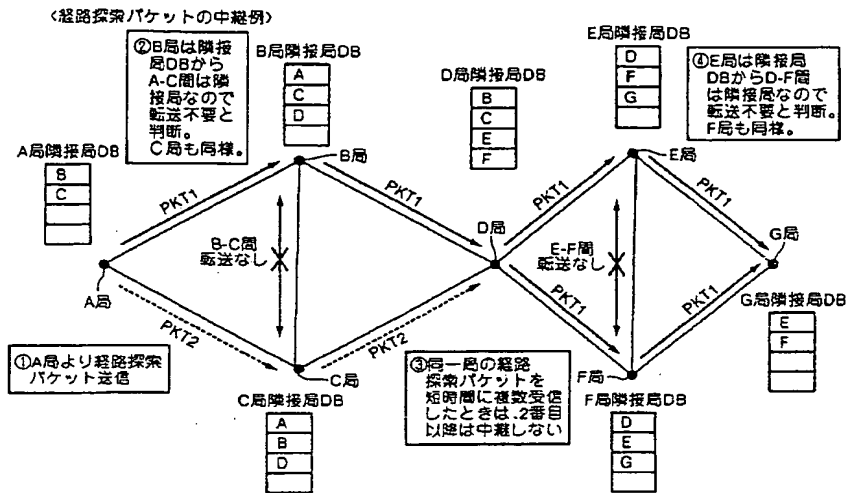 〈経路探索パケットの中継例〉
②B局は隣接
局DBから
A-C間は隣
接局なので
転送不要と
判断。
C局も同様。
B局隣接局DB
A
C
D
D局隣接局DB
B
C
E
F
E局隣接局DB
D
F
G
④E局は隣接局
DBからD-F間
は隣接局なので
転送不要と判断。
F局も同様。
A局隣接局DB
B
C
B局
E局
PKT1
PKT1
PKT1
PKT1
B-C間
転送なし
D局
E-F間
転送なし
G局
A局
PKT2
PKT2
PKT1
PKT1
G局隣接局DB
E
F
①A局より経路探索
パケット送信
C局
③同一局の経路
探索パケットを
短時間に複数受信
したときは、2番目
以降は中継しない
F局
C局隣接局DB
A
B
D
F局隣接局DB
D
E
G